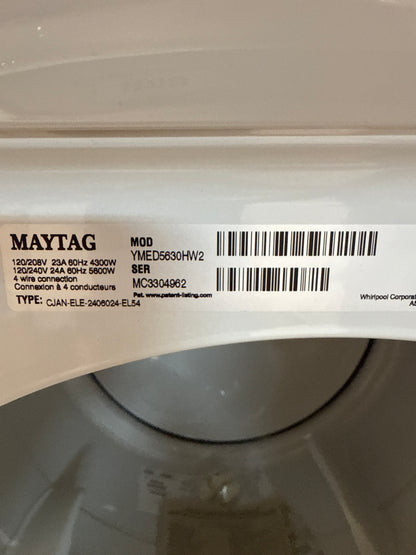 MAYTAG
120/208V 23A 60Hz 4300W
120/240V 24A 60Hz 5600W
4 wire connection
Connexion à 4 conducteurs
TYPE: CJAN-ELE-2406024-EL54
MOD
YMED5630HW2
SER
MC3304962
Pat. www.patent-listing.com
Whirlpool Corpora